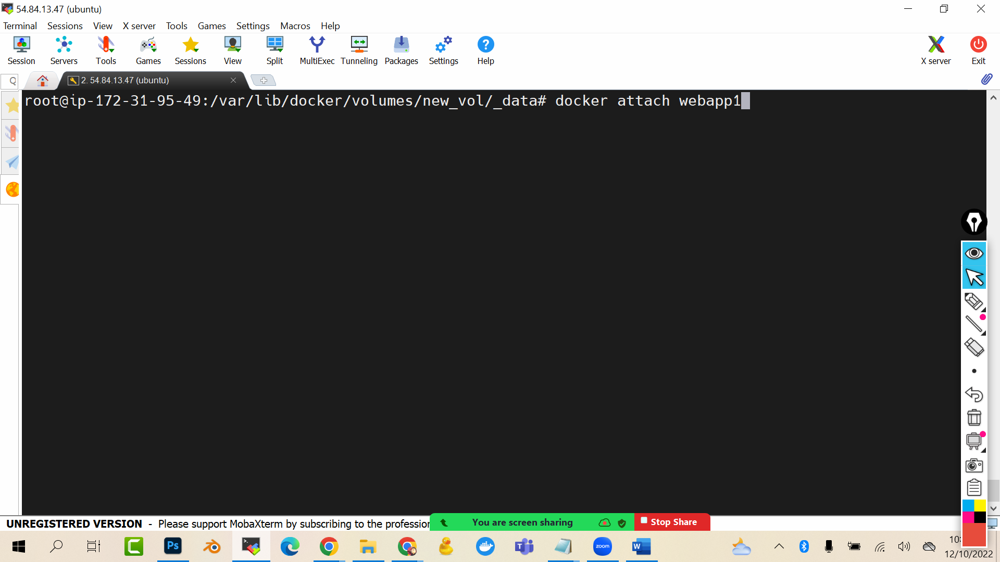 54.84.13.47 (ubuntu)
Terminal Sessions View X server Tools Games Settings Macros Help
Session Servers Tools Games Sessions View Split MultiExec Tunneling Packages Settings Help X server Exit
2. 54.84.13.47 (ubuntu)
root@ip-172-31-95-49:/var/lib/docker/volumes/new_vol/_data# docker attach webapp1
UNREGISTERED VERSION - Please support MobaXterm by subscribing to the
You are screen sharing Stop Share
Ps zoom W
12/10/2022